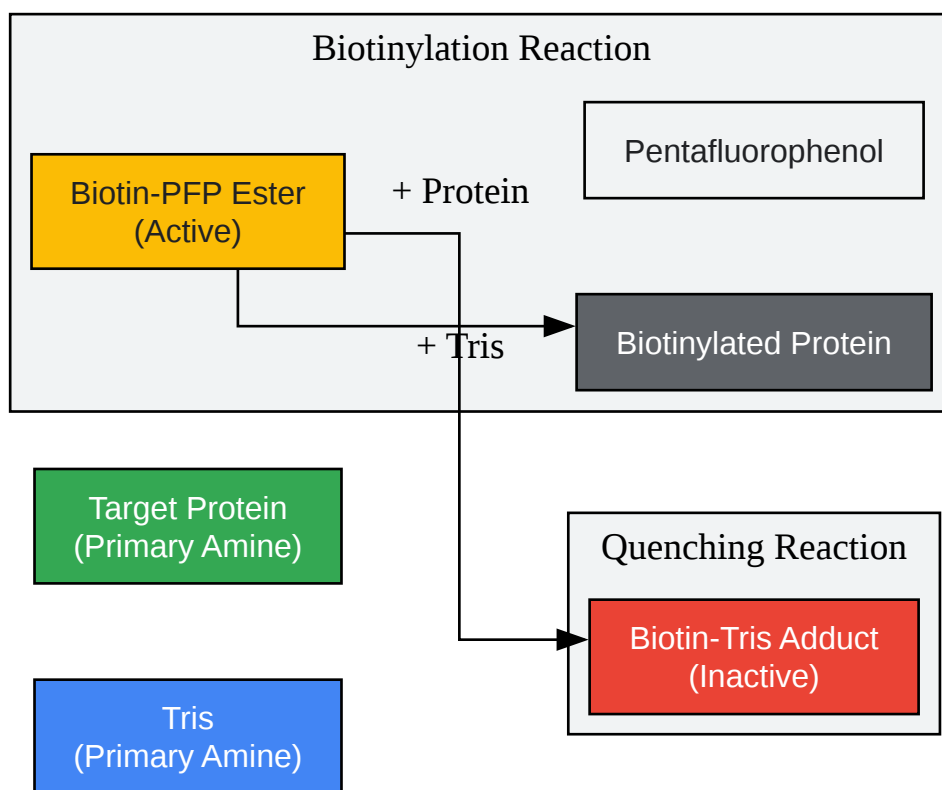 Biotinylation Reaction
Pentafluorophenol
Biotin-PFP Ester
(Active)
+ Protein
+ Tris
Biotinylated Protein
Target Protein
(Primary Amine)
Quenching Reaction
Biotin-Tris Adduct
(Inactive)
Tris
(Primary Amine)